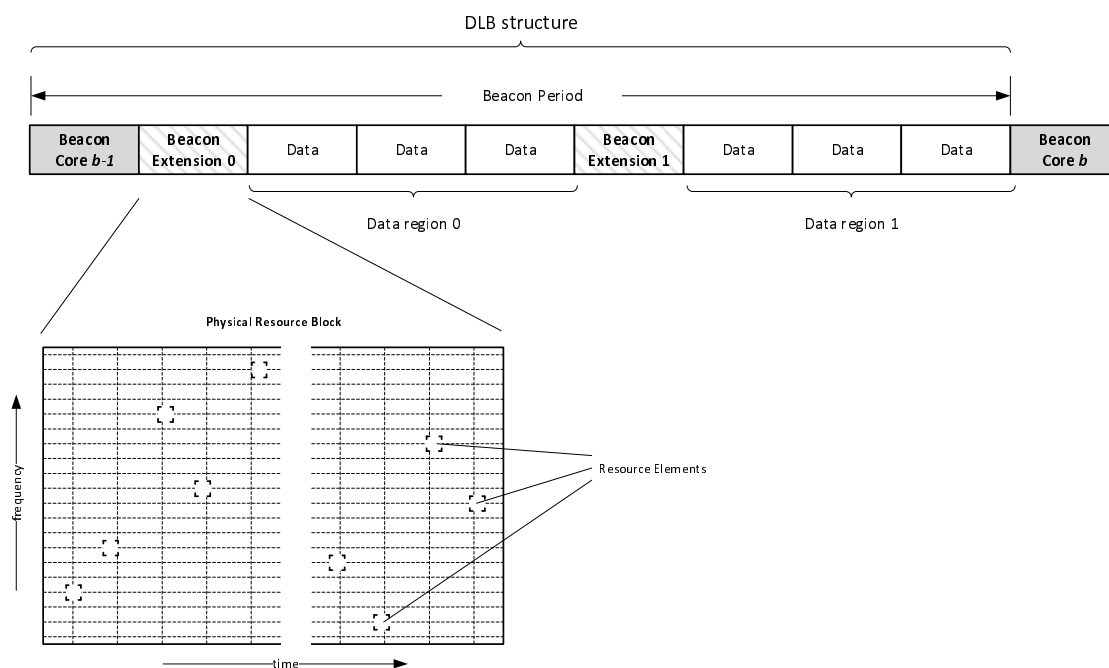 DLB structure
Beacon Period
Beacon
Core b-1
Beacon
Extension 0
Data
Data
Data
Beacon
Extension 1
Data
Data
Data
Beacon
Core b
Data region 0
Data region 1
Physical Resource Block
frequency
Resource Elements
time